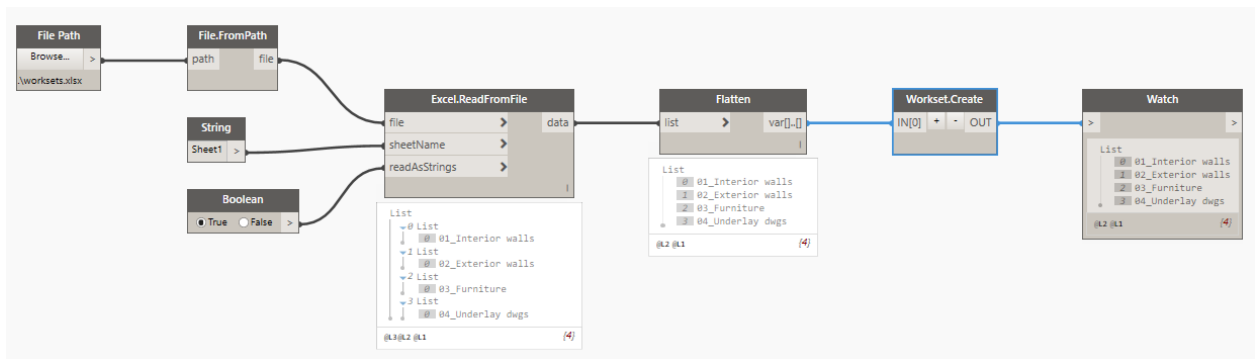 File Path
Browse... >
.\worksets.xlsx
File.FromPath
path file
String
Sheet1 >
Boolean
True False >
Excel.ReadFromFile
file > data
sheetName >
readAsStrings >
l
List
0 List
0 01_Interior walls
1 List
0 02_Exterior walls
2 List
0 03_Furniture
3 List
0 04_Underlay dwgs
@L3 @L2 @L1 {4}
Flatten
list > var[]..[]
l
List
0 01_Interior walls
1 02_Exterior walls
2 03_Furniture
3 04_Underlay dwgs
@L2 @L1 {4}
Workset.Create
IN[0] + - OUT
Watch
> >
List
0 01_Interior walls
1 02_Exterior walls
2 03_Furniture
3 04_Underlay dwgs
@L2 @L1 {4}